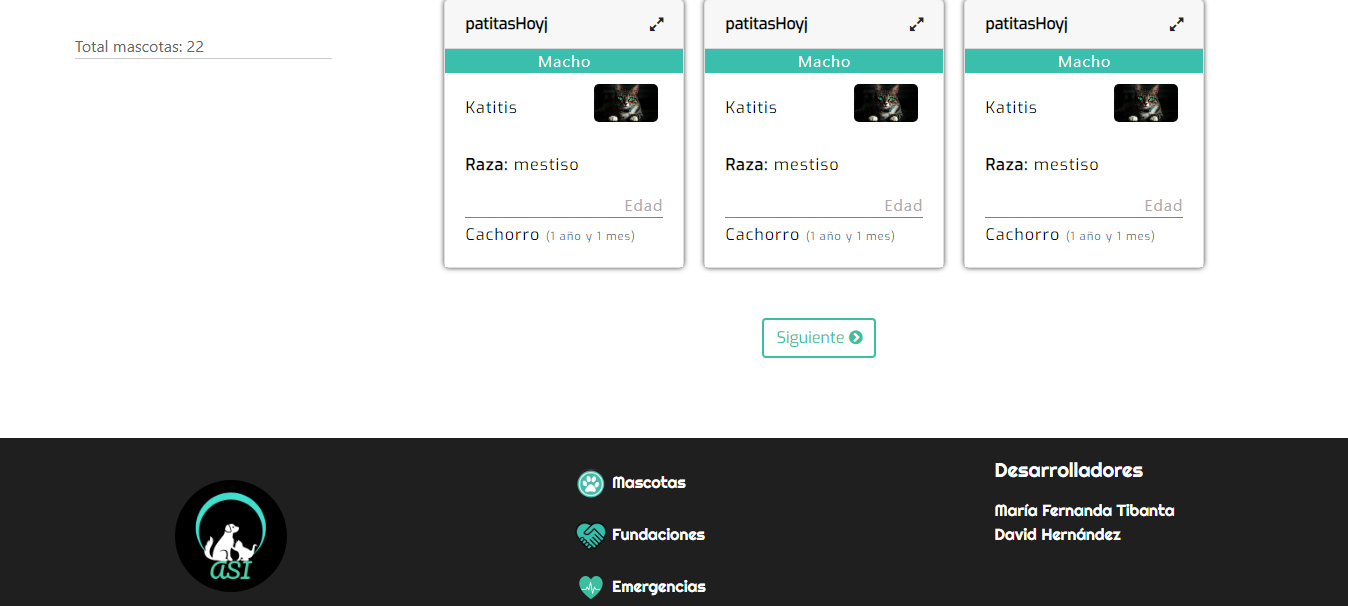 Total mascotas: 22
patitasHoyj
Macho
Katitis
Raza: mestiso
Edad
Cachorro (1 año y 1 mes)
patitasHoyj
Macho
Katitis
Raza: mestiso
Edad
Cachorro (1 año y 1 mes)
patitasHoyj
Macho
Katitis
Raza: mestiso
Edad
Cachorro (1 año y 1 mes)
Siguiente
asi
Mascotas
Fundaciones
Emergencias
Desarrolladores
María Fernanda Tibanta
David Hernández